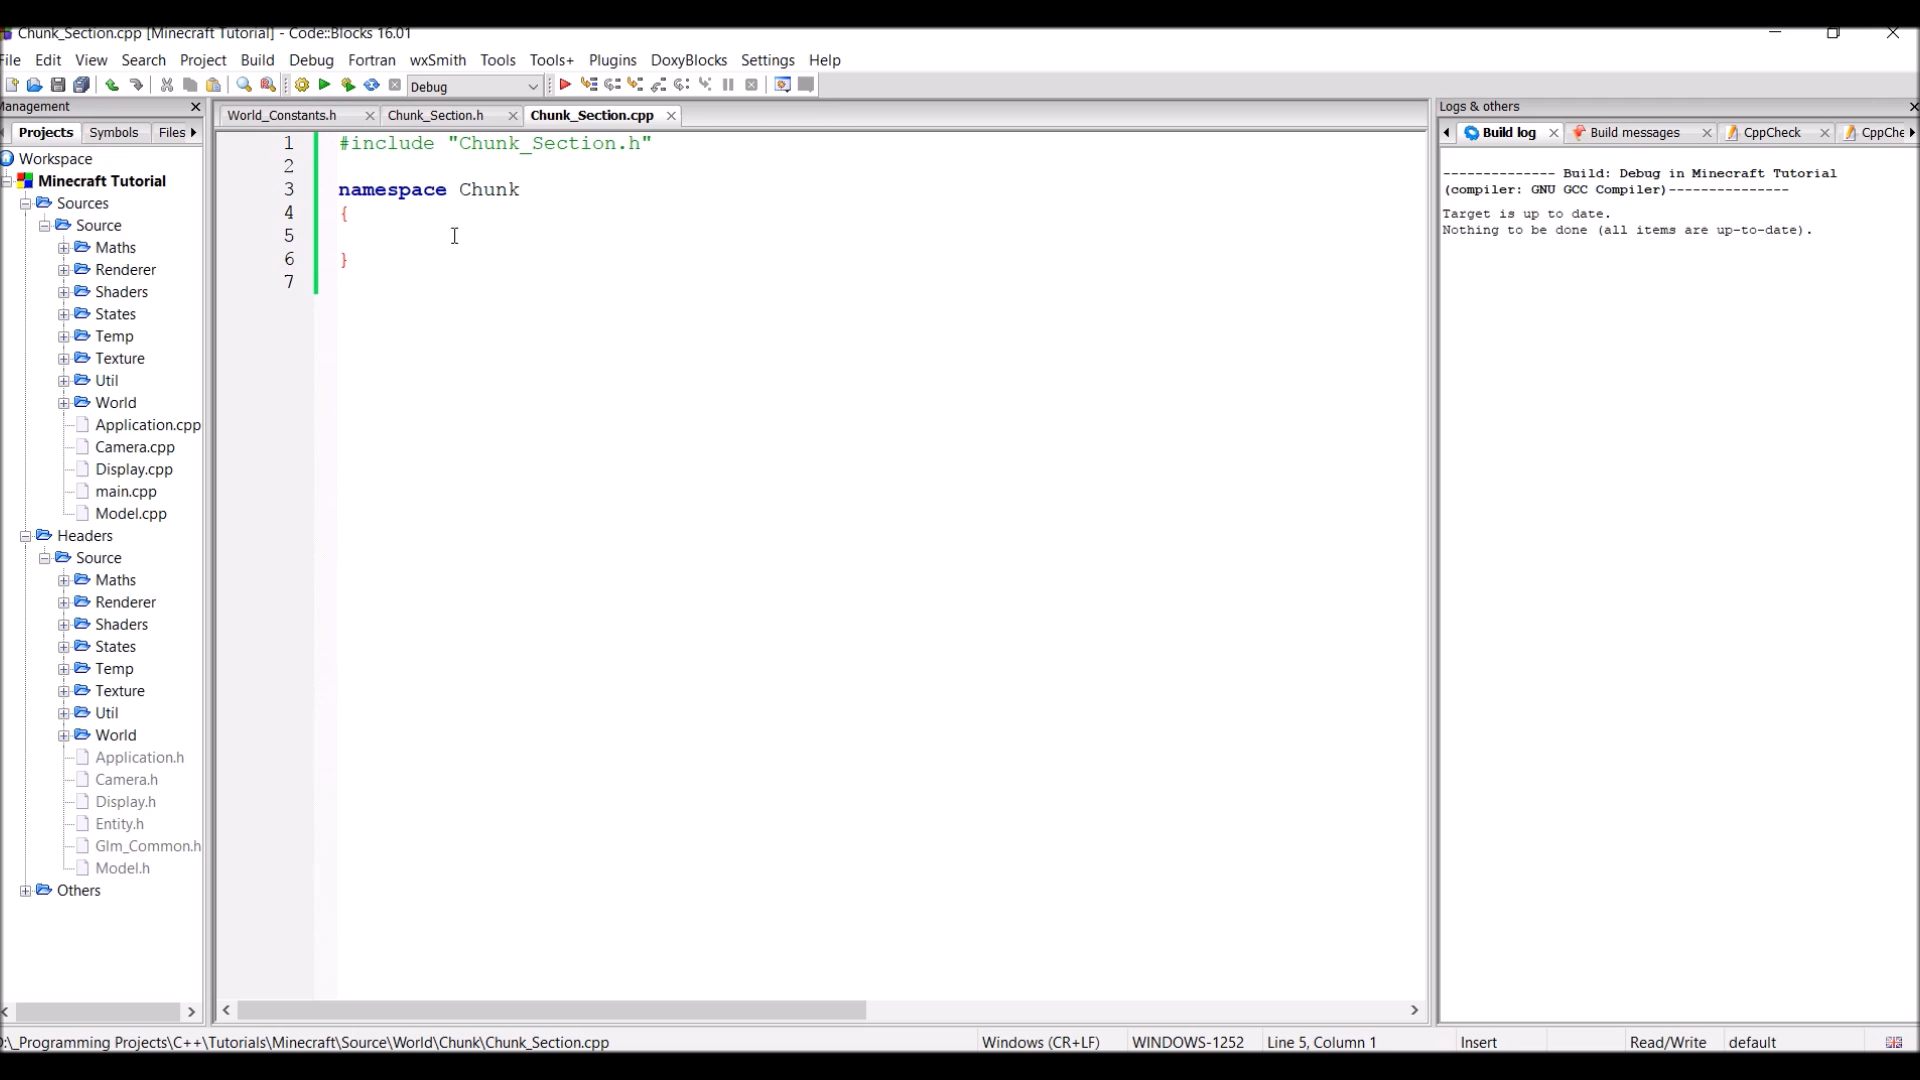 Chunk_Section.cpp [Minecraft Tutorial] - Code::Blocks 16.01
File Edit View Search Project Build Debug Fortran wxSmith Tools Tools+ Plugins DoxyBlocks Settings Help
Debug
Management
Projects Symbols Files
Workspace
Minecraft Tutorial
Sources
Source
Maths
Renderer
Shaders
States
Temp
Texture
Util
World
Application.cpp
Camera.cpp
Display.cpp
main.cpp
Model.cpp
Headers
Source
Maths
Renderer
Shaders
States
Temp
Texture
Util
World
Application.h
Camera.h
Display.h
Entity.h
Glm_Common.h
Model.h
Others
World_Constants.h Chunk_Section.h Chunk_Section.cpp
1 #include "Chunk_Section.h"
2
3 namespace Chunk
4 {
5
6 }
7
Logs & others
Build log Build messages CppCheck CppChe
-------------- Build: Debug in Minecraft Tutorial
(compiler: GNU GCC Compiler)---------------
Target is up to date.
Nothing to be done (all items are up-to-date).
D:\_Programming Projects\C++\Tutorials\Minecraft\Source\World\Chunk\Chunk_Section.cpp Windows (CR+LF) WINDOWS-1252 Line 5, Column 1 Insert Read/Write default